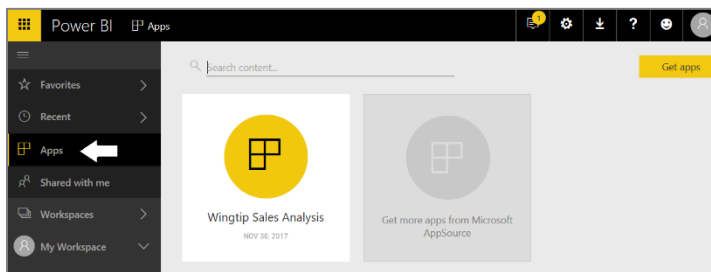 Power BI
Apps
1
?
Search content...
Get apps
Favorites
Recent
Apps
Shared with me
Workspaces
My Workspace
Wingtip Sales Analysis
NOV 30, 2017
Get more apps from Microsoft
AppSource